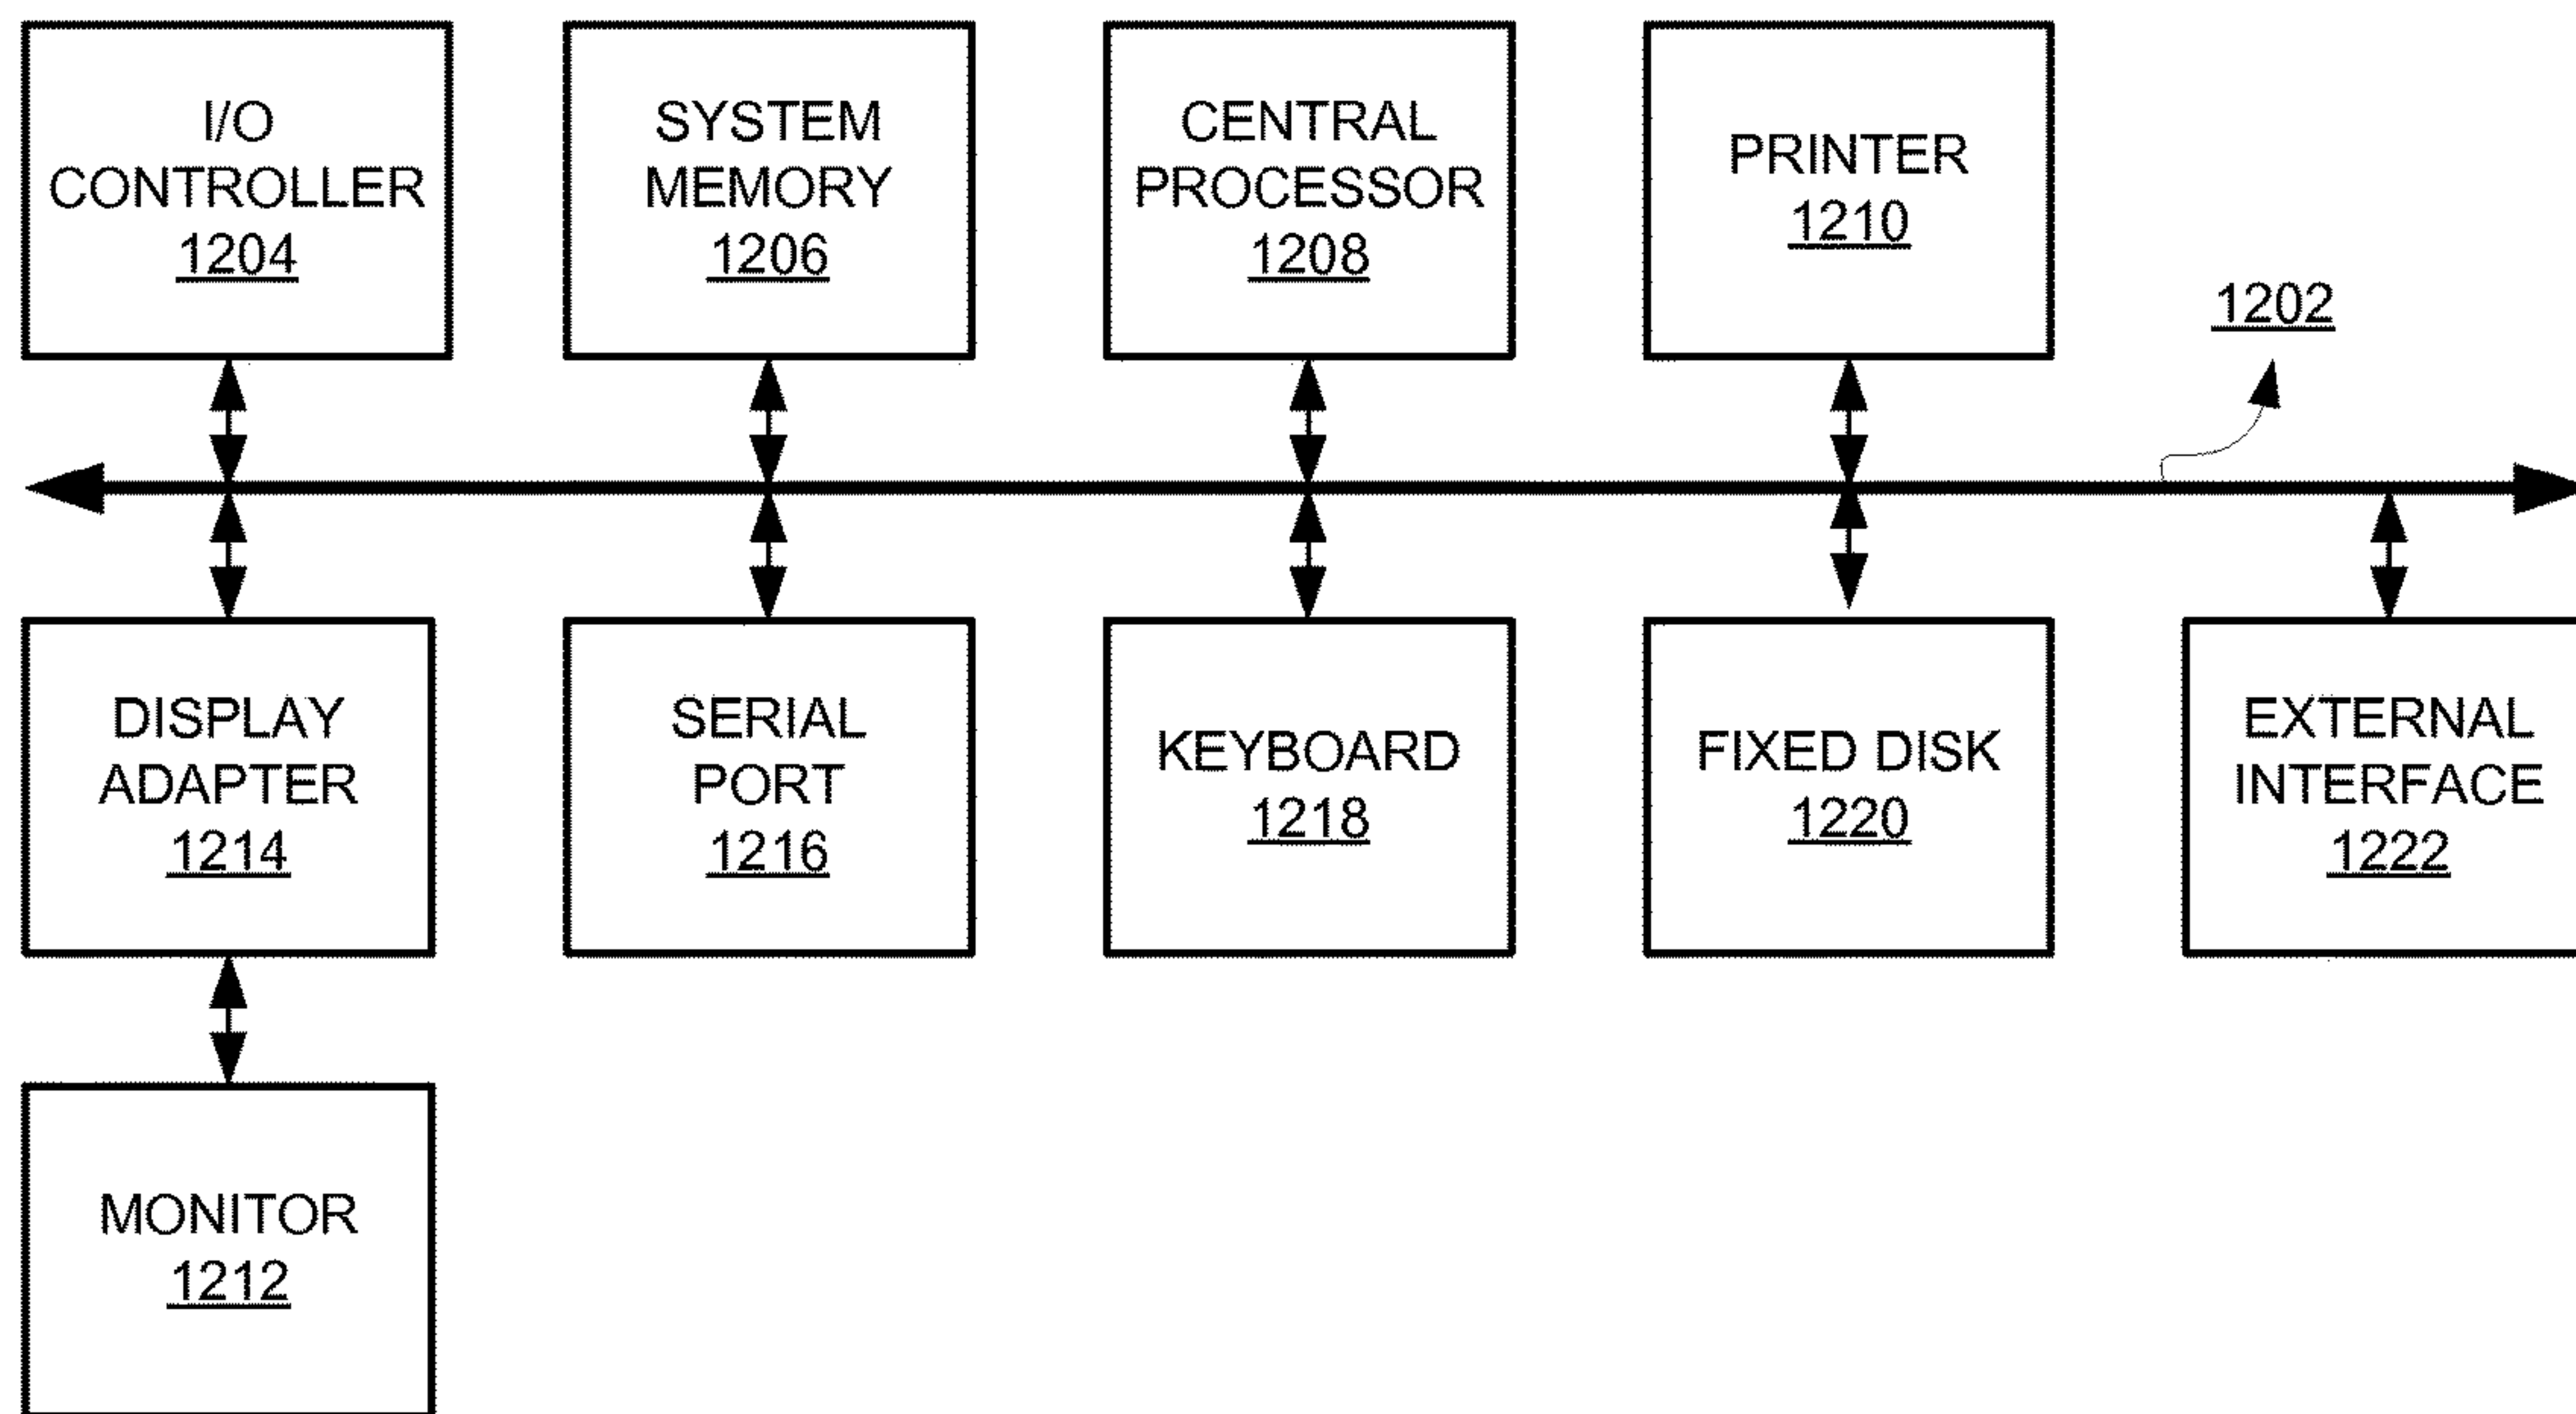 I/O
CONTROLLER
1204
SYSTEM
MEMORY
1206
CENTRAL
PROCESSOR
1208
PRINTER
1210
1202
DISPLAY
ADAPTER
1214
SERIAL
PORT
1216
KEYBOARD
1218
FIXED DISK
1220
EXTERNAL
INTERFACE
1222
MONITOR
1212